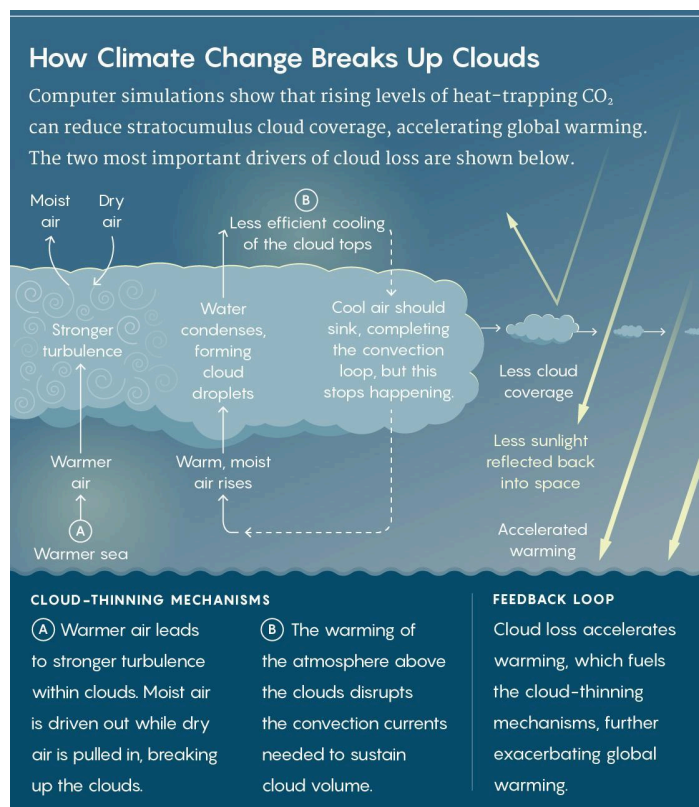 How Climate Change Breaks Up Clouds
Computer simulations show that rising levels of heat-trapping CO₂
can reduce stratocumulus cloud coverage, accelerating global warming.
The two most important drivers of cloud loss are shown below.
Moist
air
Dry
air
B
Less efficient cooling
of the cloud tops
Stronger
turbulence
Water
condenses,
forming
cloud
droplets
Cool air should
sink, completing
the convection
loop, but this
stops happening.
Less cloud
coverage
Less sunlight
reflected back
into space
Warmer
air
Warm, moist
air rises
A
Warmer sea
Accelerated
warming
CLOUD-THINNING MECHANISMS
A Warmer air leads
to stronger turbulence
within clouds. Moist air
is driven out while dry
air is pulled in, breaking
up the clouds.
B The warming of
the atmosphere above
the clouds disrupts
the convection currents
needed to sustain
cloud volume.
FEEDBACK LOOP
Cloud loss accelerates
warming, which fuels
the cloud-thinning
mechanisms, further
exacerbating global
warming.